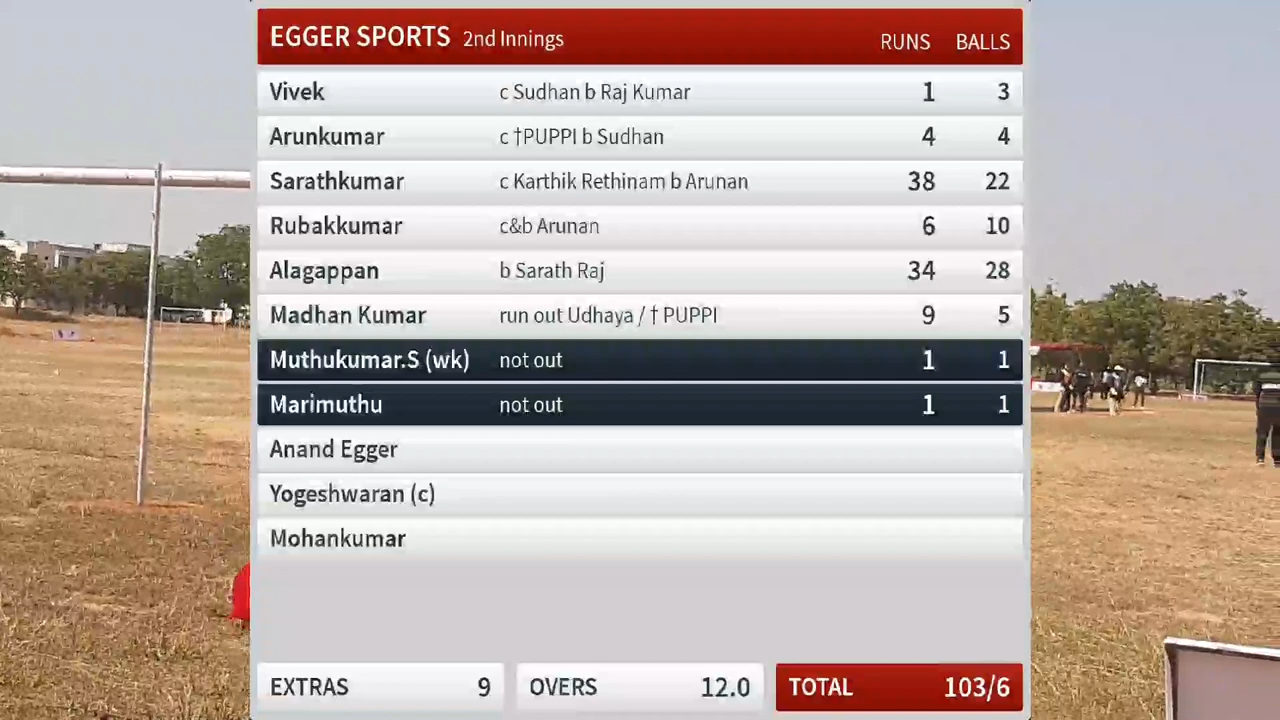 EGGER SPORTS 2nd Innings RUNS BALLS
Vivek c Sudhan b Raj Kumar 1 3
Arunkumar c †PUPPI b Sudhan 4 4
Sarathkumar c Karthik Rethinam b Arunan 38 22
Rubakkumar c&b Arunan 6 10
Alagappan b Sarath Raj 34 28
Madhan Kumar run out Udhaya / † PUPPI 9 5
Muthukumar.S (wk) not out 1 1
Marimuthu not out 1 1
Anand Egger
Yogeshwaran (c)
Mohankumar
EXTRAS 9 OVERS 12.0 TOTAL 103/6